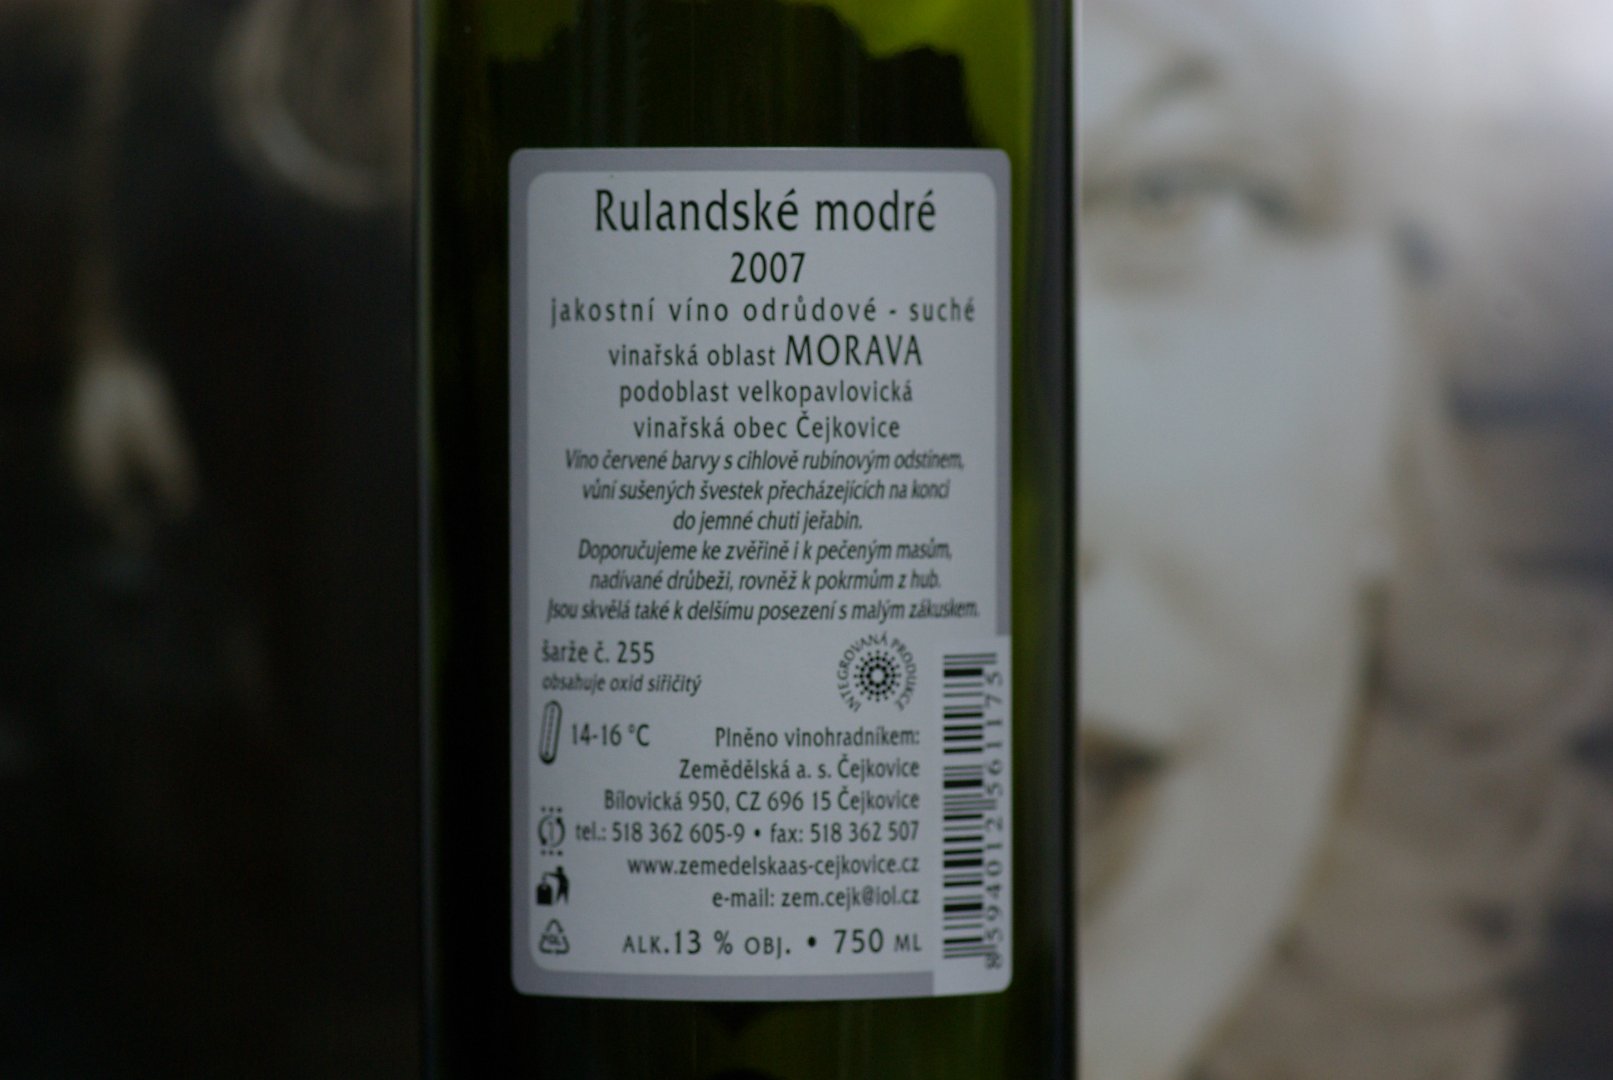 Rulandské modré
2007
jakostní víno odrůdové - suché
vinařská oblast MORAVA
podoblast velkopavlovická
vinařská obec Čejkovice
Víno červené barvy s cihlově rubínovým odstínem,
vůní sušených švestek přecházejících na konci
do jemné chuti jeřabin.
Doporučujeme ke zvěřině i k pečeným masům,
nadívané drůbeži, rovněž k pokrmům z hub.
Jsou skvělá také k delšímu posezení s malým zákuskem.
šarže č. 255
obsahuje oxid siřičitý
INTEGROVANÁ PRODUKCE
14-16 °C
Plněno vinohradníkem:
Zemědělská a. s. Čejkovice
Bílovická 950, CZ 696 15 Čejkovice
tel.: 518 362 605-9 • fax: 518 362 507
www.zemedelskaas-cejkovice.cz
e-mail: zem.cejk@iol.cz
ALK.13 % OBJ. • 750 ML
8594012561175